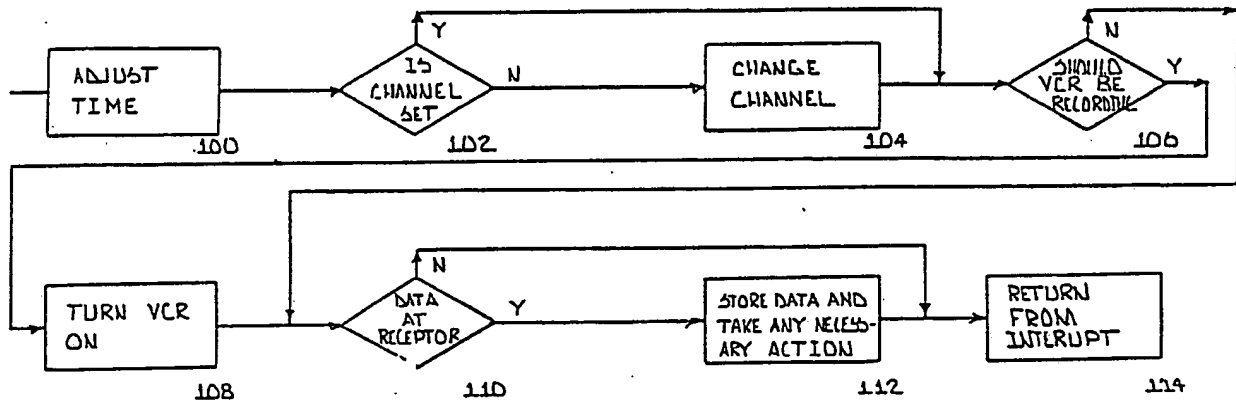 ADJUST
TIME
100
Y
IS
CHANNEL
SET
N
102
CHANGE
CHANNEL
104
N
SHOULD
VCR BE
RECORDING
Y
106
TURN VCR
ON
108
N
DATA
AT
RECEPTOR
Y
110
STORE DATA AND
TAKE ANY NECESS-
ARY ACTION
112
RETURN
FROM
INTERUPT
114